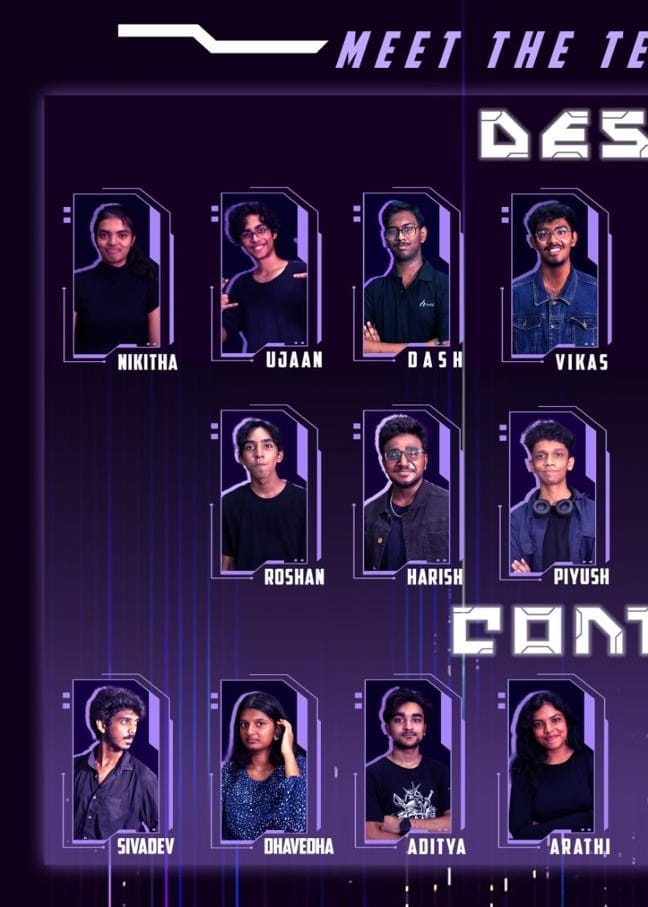 MEET THE TE
DES
NIKITHA UJAAN DASH VIKAS
ROSHAN HARISH PIYUSH
CONT
SIVADEV DHAVEDHA ADITYA ARATHI